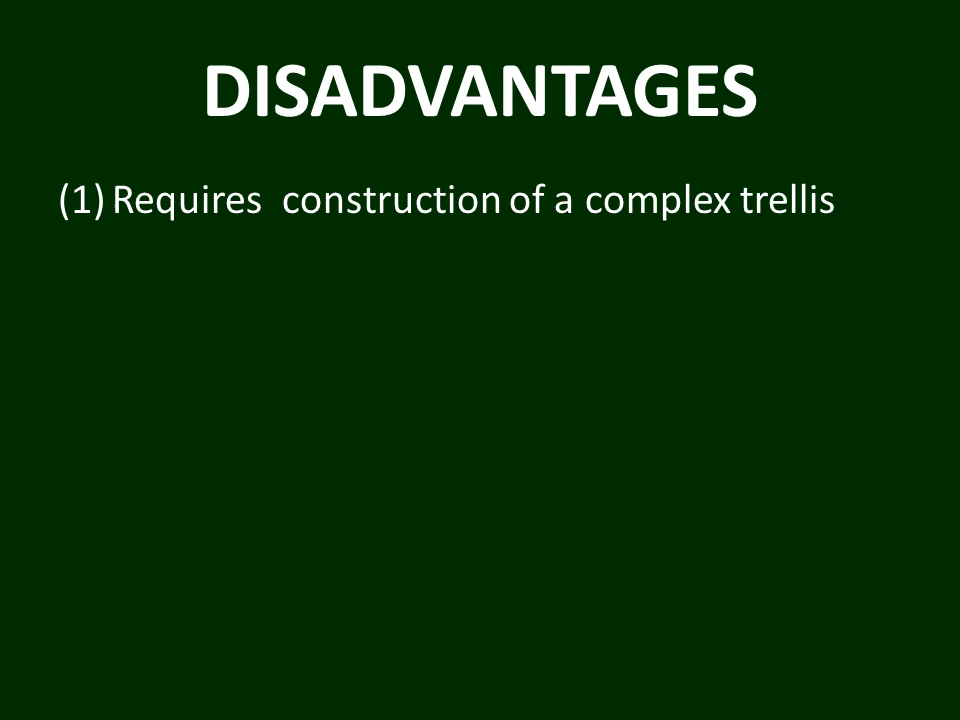 DISADVANTAGES
(1) Requires  construction of a complex trellis